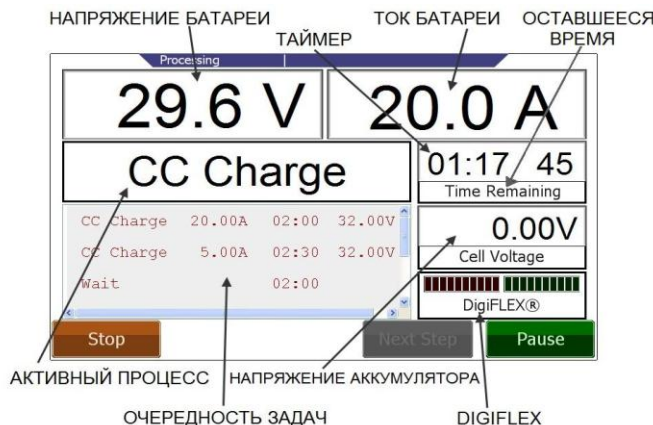 НАПРЯЖЕНИЕ БАТАРЕИ
ТОК БАТАРЕИ
ОСТАВШЕЕСЯ
ВРЕМЯ
ТАЙМЕР
Processing
29.6 V
20.0 A
CC Charge
01:17 45
Time Remaining
CC Charge 20.00A 02:00 32.00V
CC Charge 5.00A 02:30 32.00V
Wait 02:00
0.00V
Cell Voltage
DigiFLEX®
Stop
Next Step
Pause
АКТИВНЫЙ ПРОЦЕСС
НАПРЯЖЕНИЕ АККУМУЛЯТОРА
ОЧЕРЕДНОСТЬ ЗАДАЧ
DIGIFLEX